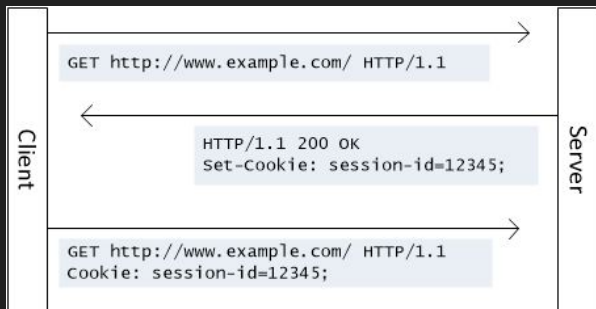 Client
GET http://www.example.com/ HTTP/1.1
HTTP/1.1 200 OK
Set-Cookie: session-id=12345;
GET http://www.example.com/ HTTP/1.1
Cookie: session-id=12345;
Server